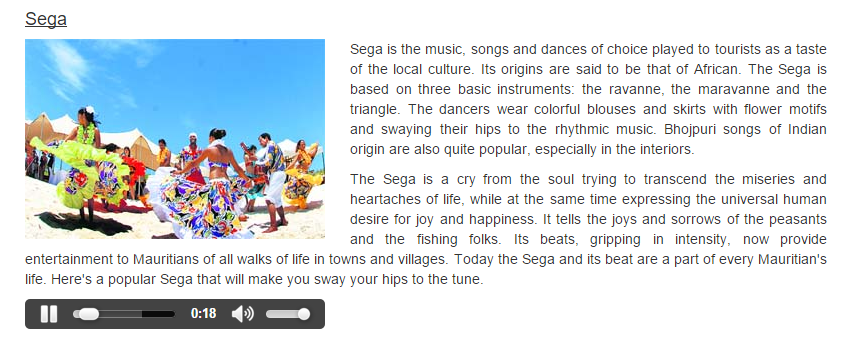 Sega
Sega is the music, songs and dances of choice played to tourists as a taste
of the local culture. Its origins are said to be that of African. The Sega is
based on three basic instruments: the ravanne, the maravanne and the
triangle. The dancers wear colorful blouses and skirts with flower motifs
and swaying their hips to the rhythmic music. Bhojpuri songs of Indian
origin are also quite popular, especially in the interiors.
The Sega is a cry from the soul trying to transcend the miseries and
heartaches of life, while at the same time expressing the universal human
desire for joy and happiness. It tells the joys and sorrows of the peasants
and the fishing folks. Its beats, gripping in intensity, now provide
entertainment to Mauritians of all walks of life in towns and villages. Today the Sega and its beat are a part of every Mauritian's
life. Here's a popular Sega that will make you sway your hips to the tune.
0:18